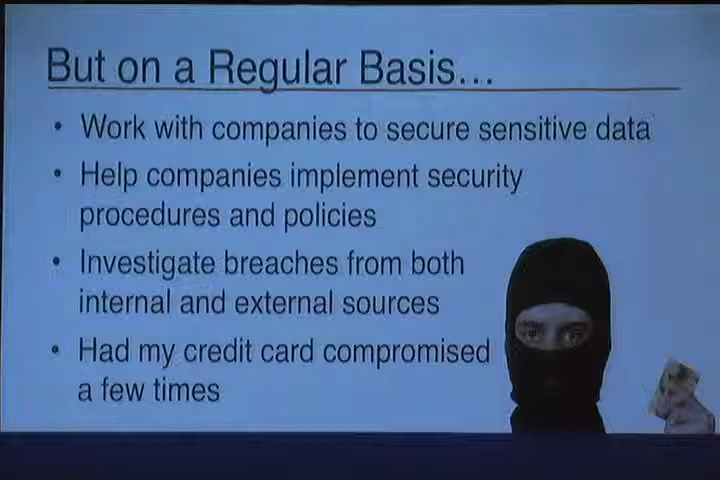 But on a Regular Basis...
• Work with companies to secure sensitive data
• Help companies implement security
procedures and policies
• Investigate breaches from both
internal and external sources
• Had my credit card compromised
a few times